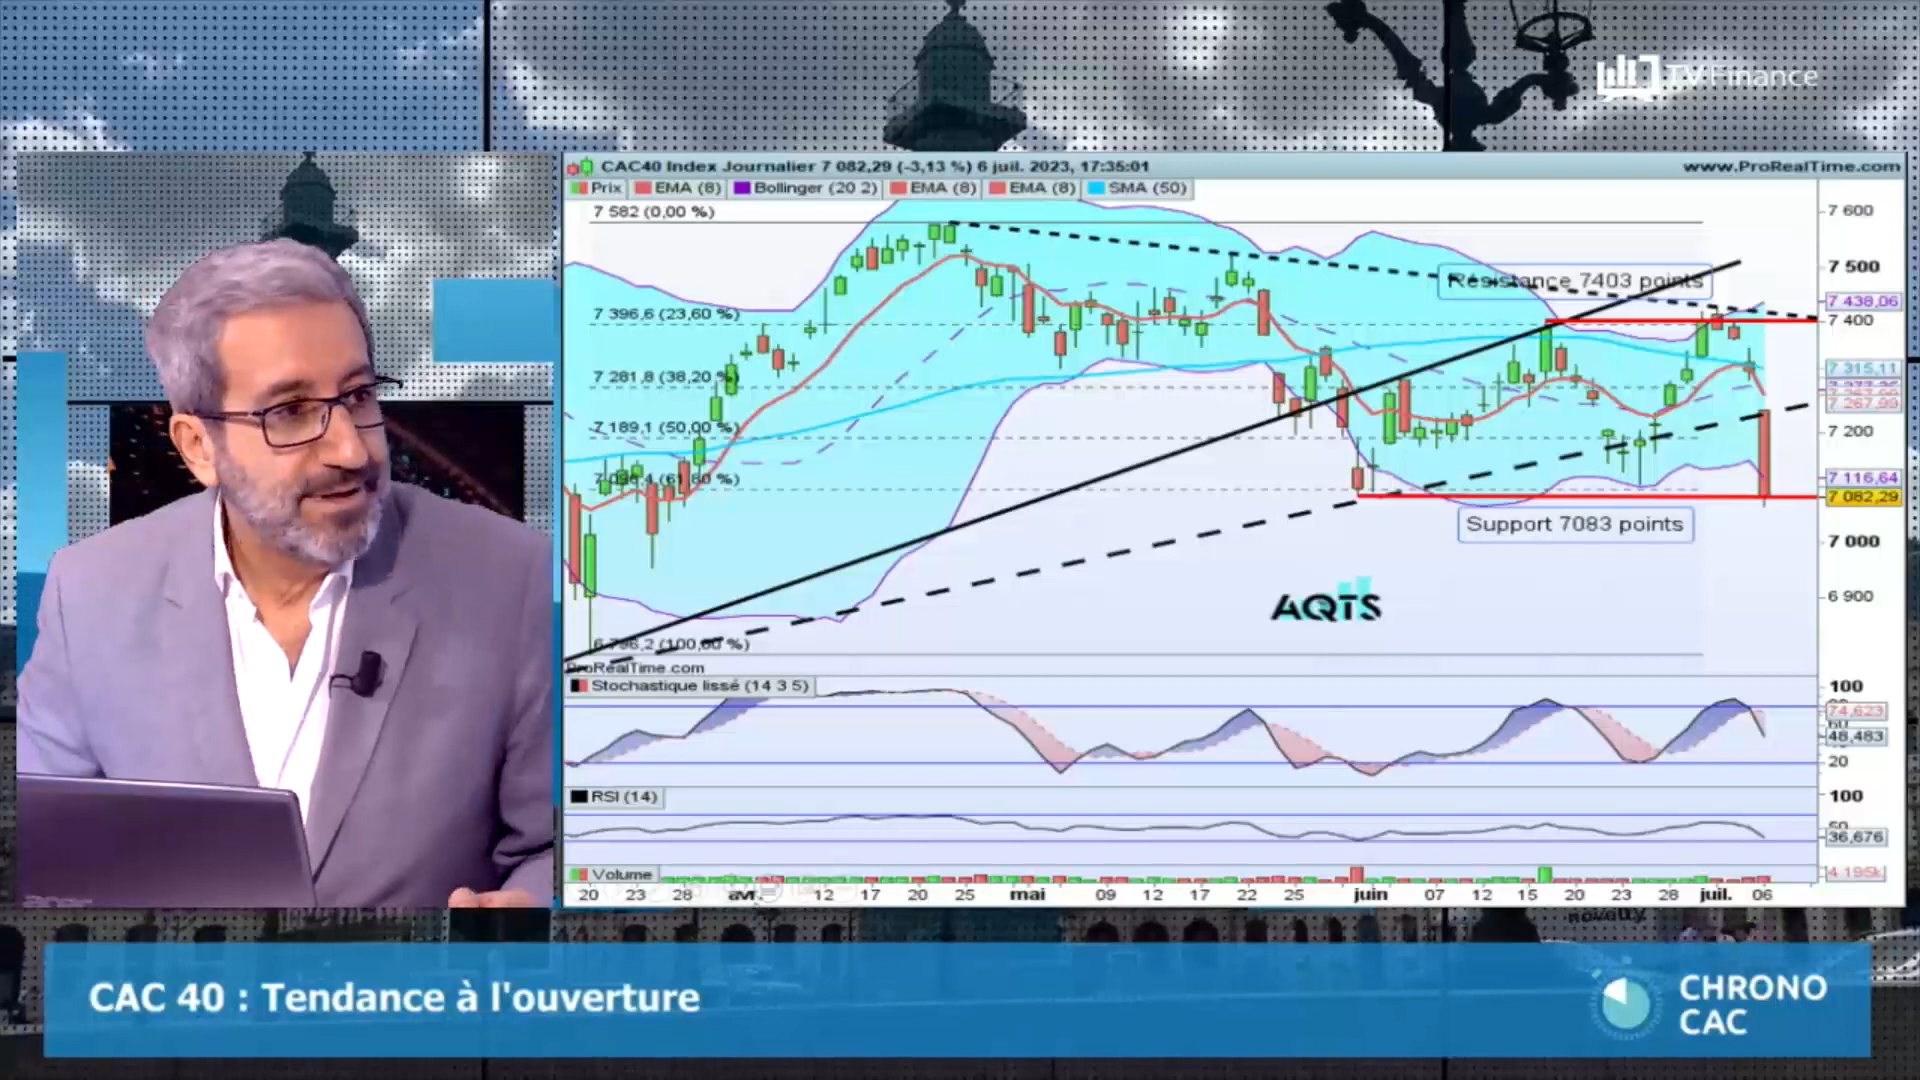 TV Finance
CAC40 Index Journalier 7 082,29 (-3,13 %) 6 juil. 2023, 17:35:01
www.ProRealTime.com
Prix
EMA (8)
Bollinger (20 2)
EMA (8)
EMA (8)
SMA (50)
7 582 (0,00 %)
7 600
7 500
Résistance 7403 points
7 438,06
7 396,6 (23,60 %)
7 400
7 315,11
7 281,8 (38,20 %)
7 267,99
7 189,1 (50,00 %)
7 200
7 116,64
7 082,29
Support 7083 points
7 000
6 900
AQTS
ProRealTime.com
Stochastique lissé (14 3 5)
100
74,623
48,483
20
RSI (14)
100
36,676
Volume
4 195k
20 23 28 avr. 12 17 20 25 mai 09 12 17 22 25 juin 07 12 15 20 23 28 juil. 06
novelty
CAC 40 : Tendance à l'ouverture
CHRONO
CAC